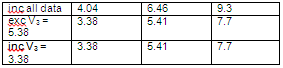 inc all data 4.04 6.46 9.3
exc V3 = 3.38 5.41 7.7
5.38
inc V3 = 3.38 5.41 7.7
3.38